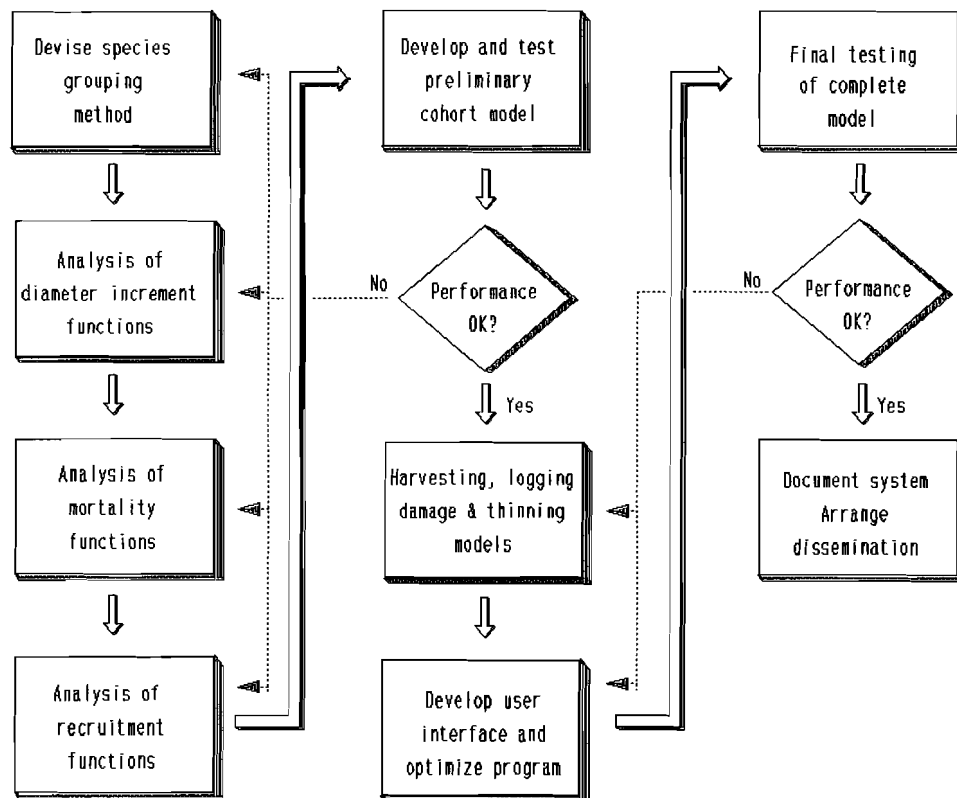 Devise species
grouping
method
Analysis of
diameter increment
functions
Analysis of
mortality
functions
Analysis of
recruitment
functions
Develop and test
preliminary
cohort model
No
Performance
OK?
Yes
Harvesting, logging
damage & thinning
models
Develop user
interface and
optimize program
Final testing
of complete
model
No
Performance
OK?
Yes
Document system
Arrange
dissemination